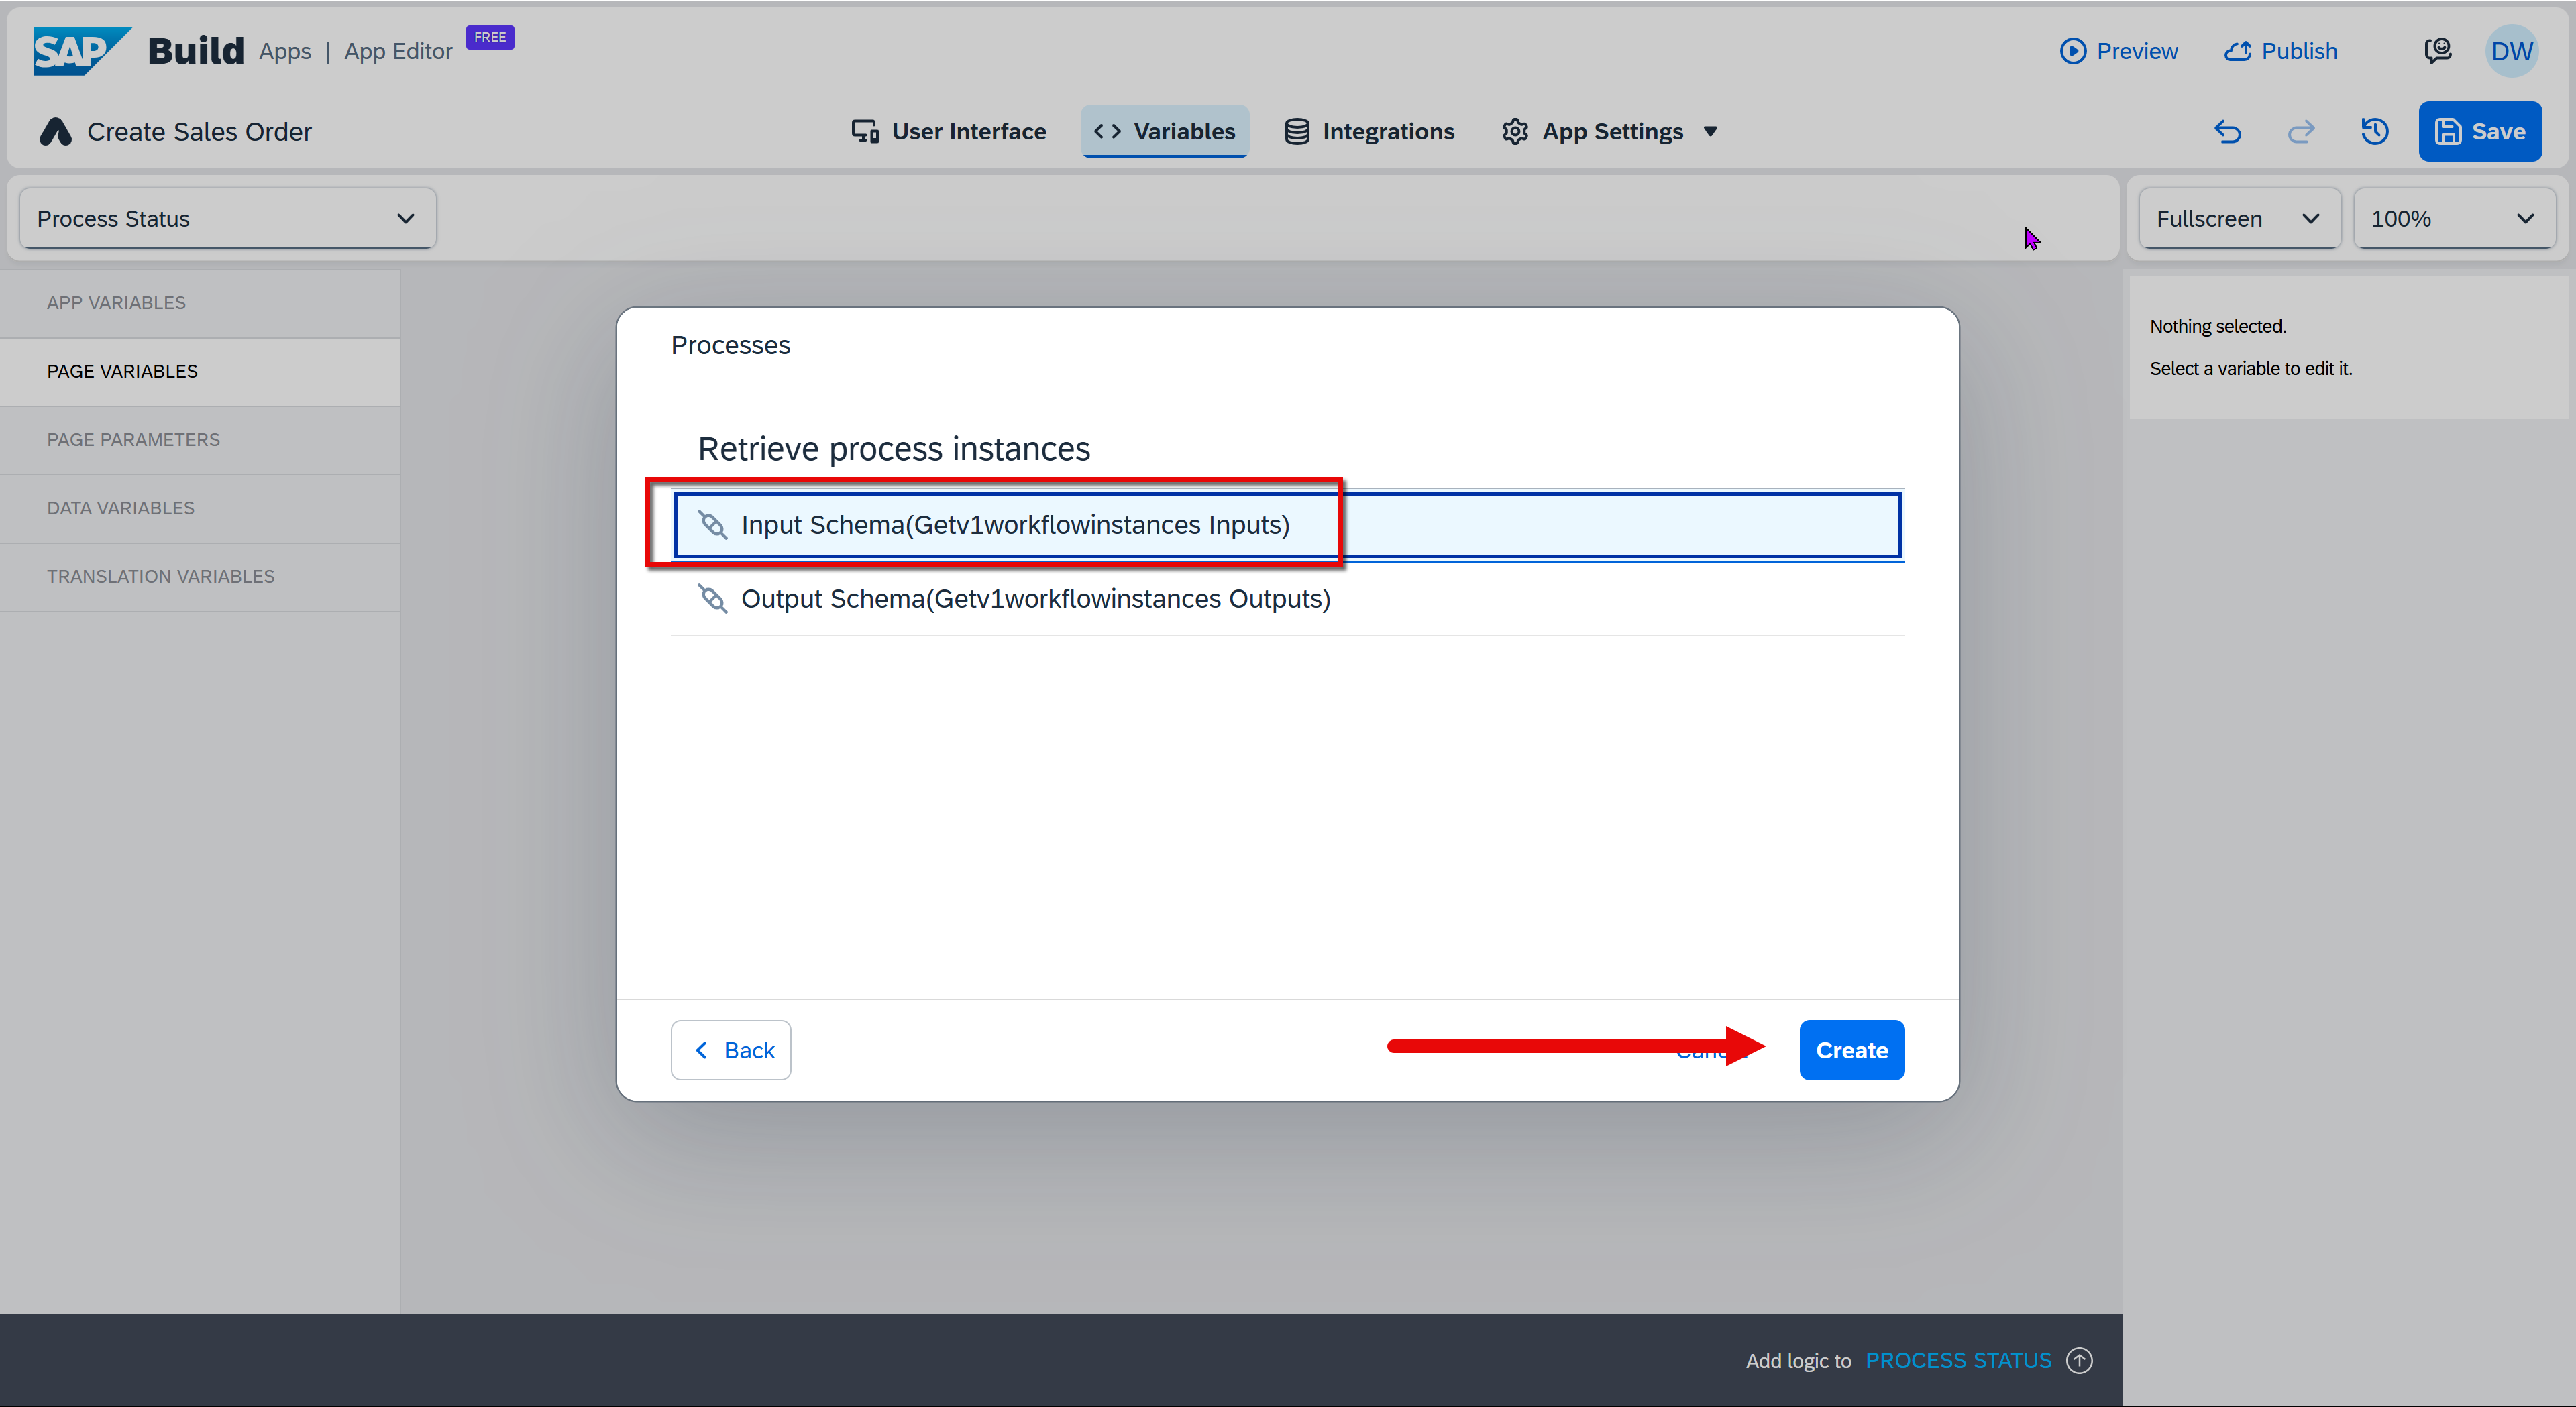 SAP Build Apps | App Editor FREE
Preview Publish DW
Create Sales Order
User Interface Variables Integrations App Settings
Save
Process Status
Fullscreen 100%
APP VARIABLES
PAGE VARIABLES
PAGE PARAMETERS
DATA VARIABLES
TRANSLATION VARIABLES
Nothing selected.
Select a variable to edit it.
Processes
Retrieve process instances
Input Schema(Getv1workflowinstances Inputs)
Output Schema(Getv1workflowinstances Outputs)
Back
Create
Add logic to PROCESS STATUS